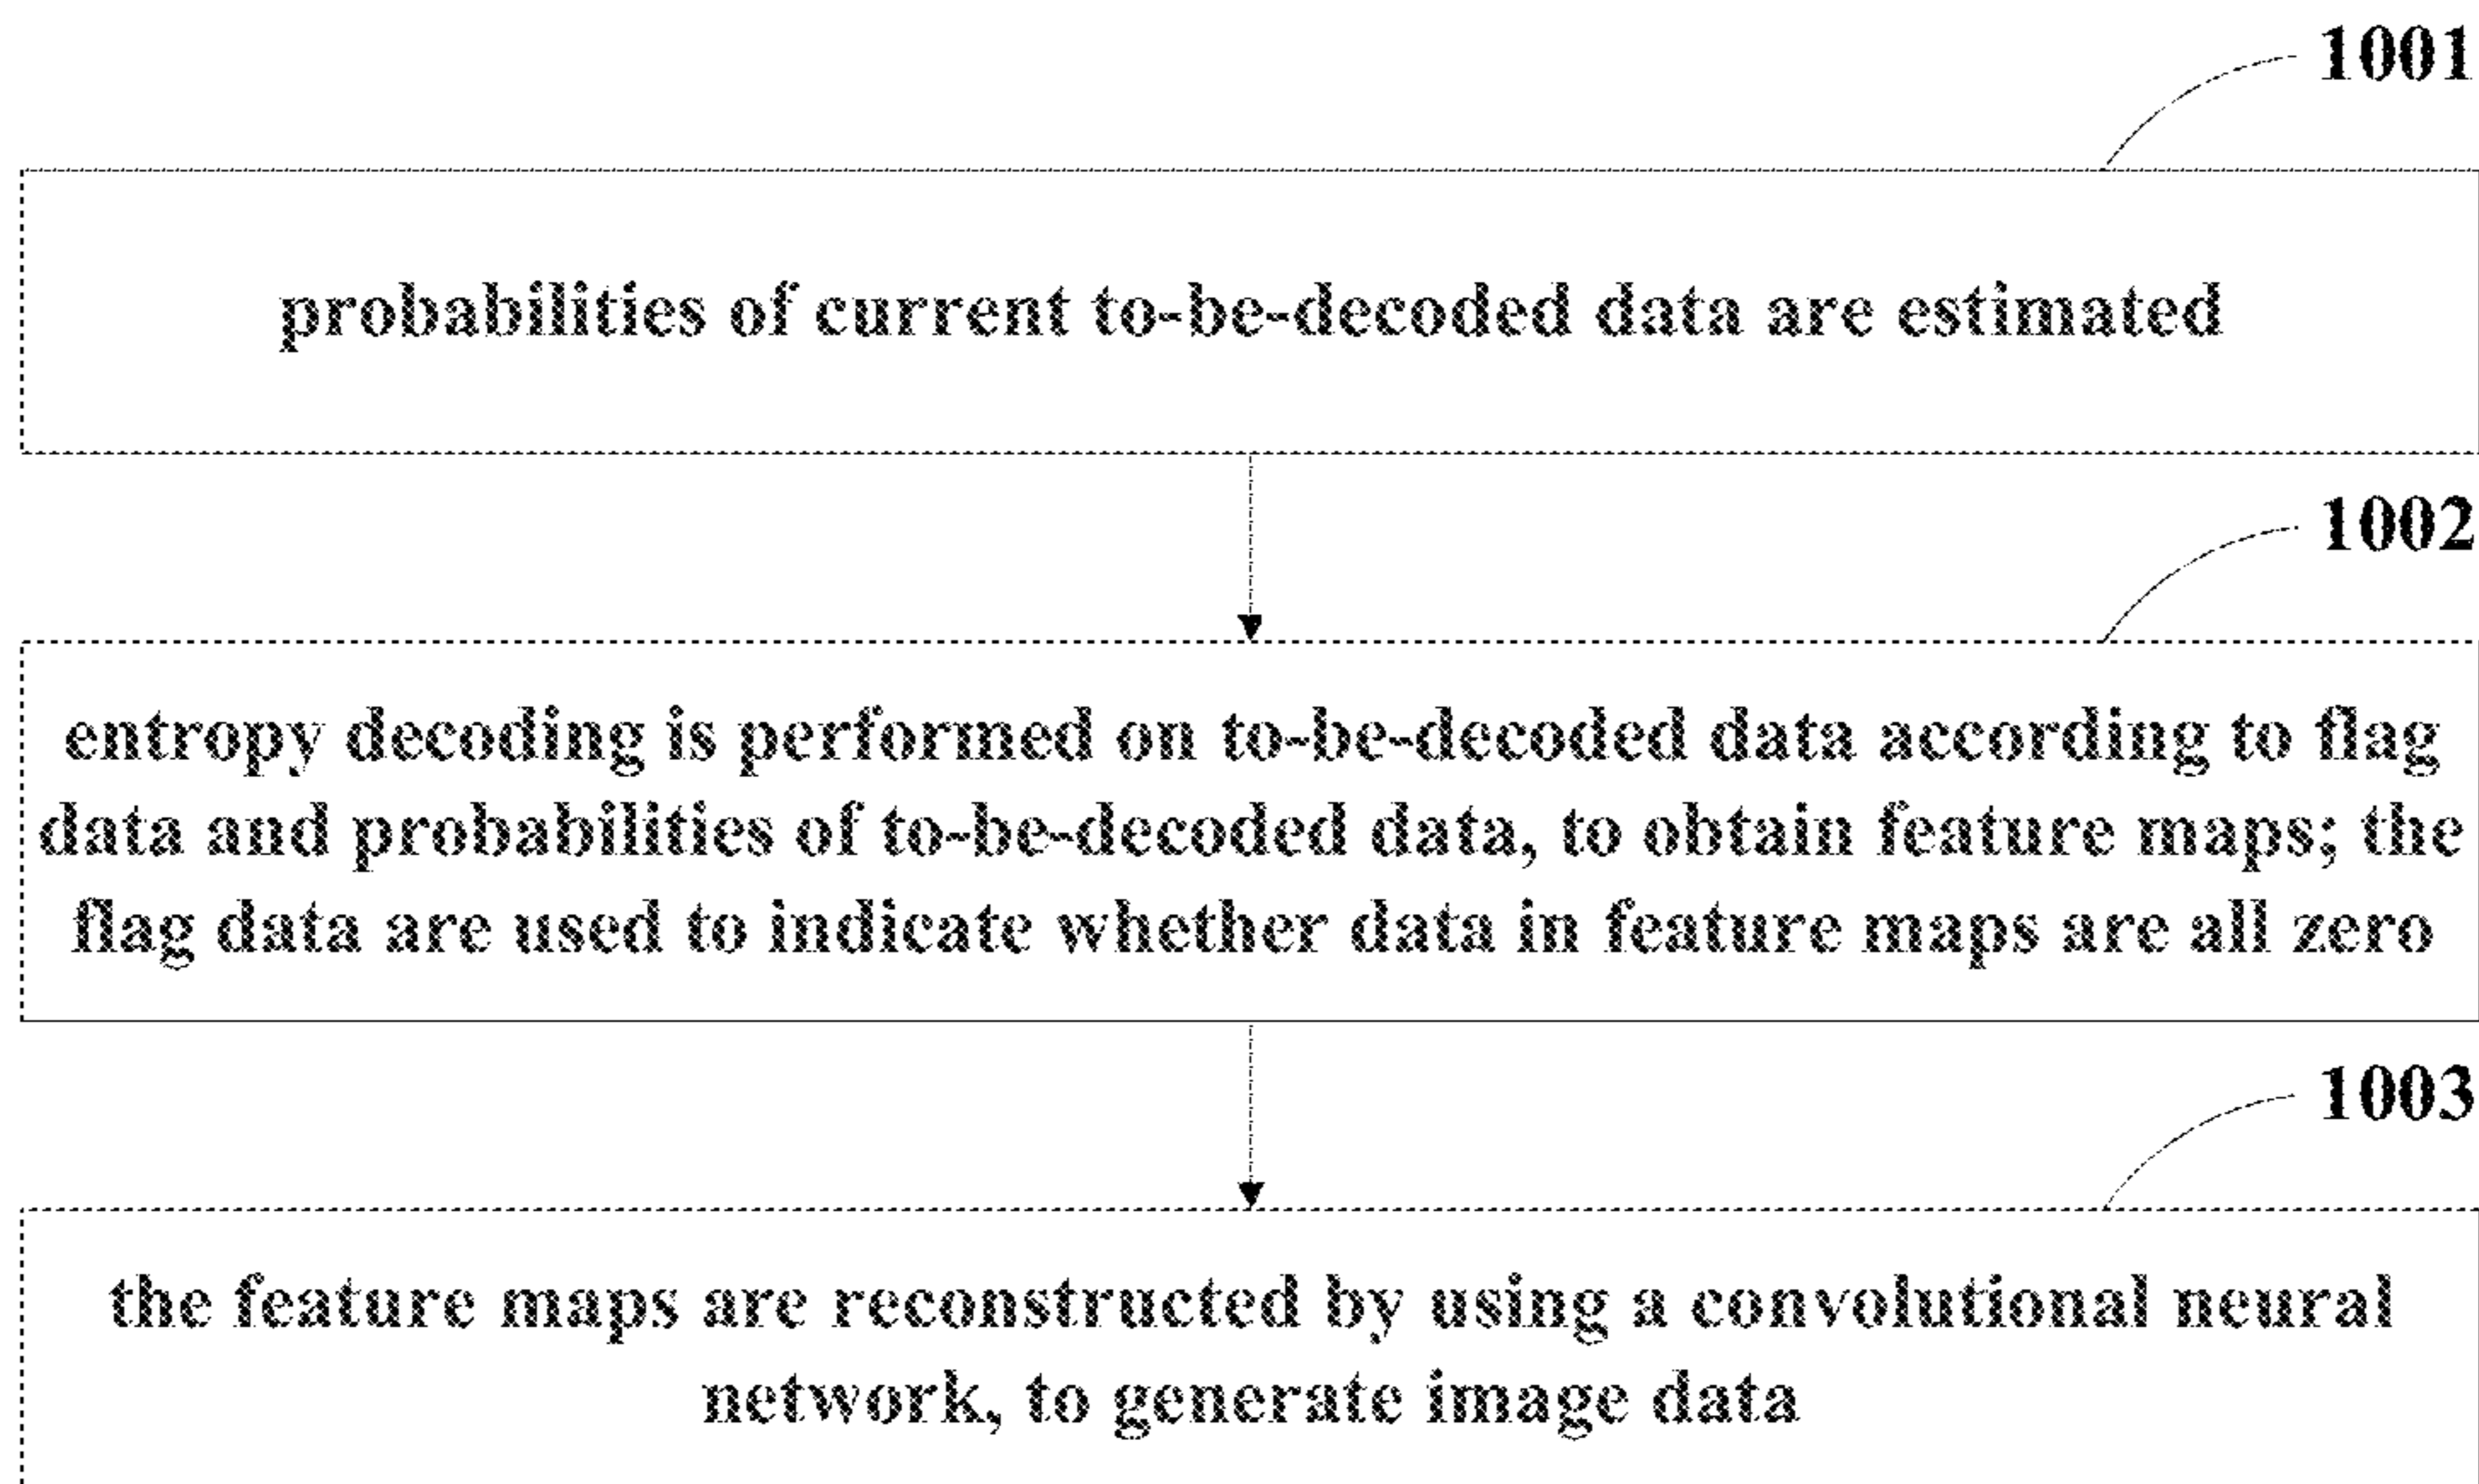 1001
probabilities of current to-be-decoded data are estimated
1002
entropy decoding is performed on to-be-decoded data according to flag
data and probabilities of to-be-decoded data, to obtain feature maps; the
flag data are used to indicate whether data in feature maps are all zero
1003
the feature maps are reconstructed by using a convolutional neural
network, to generate image data